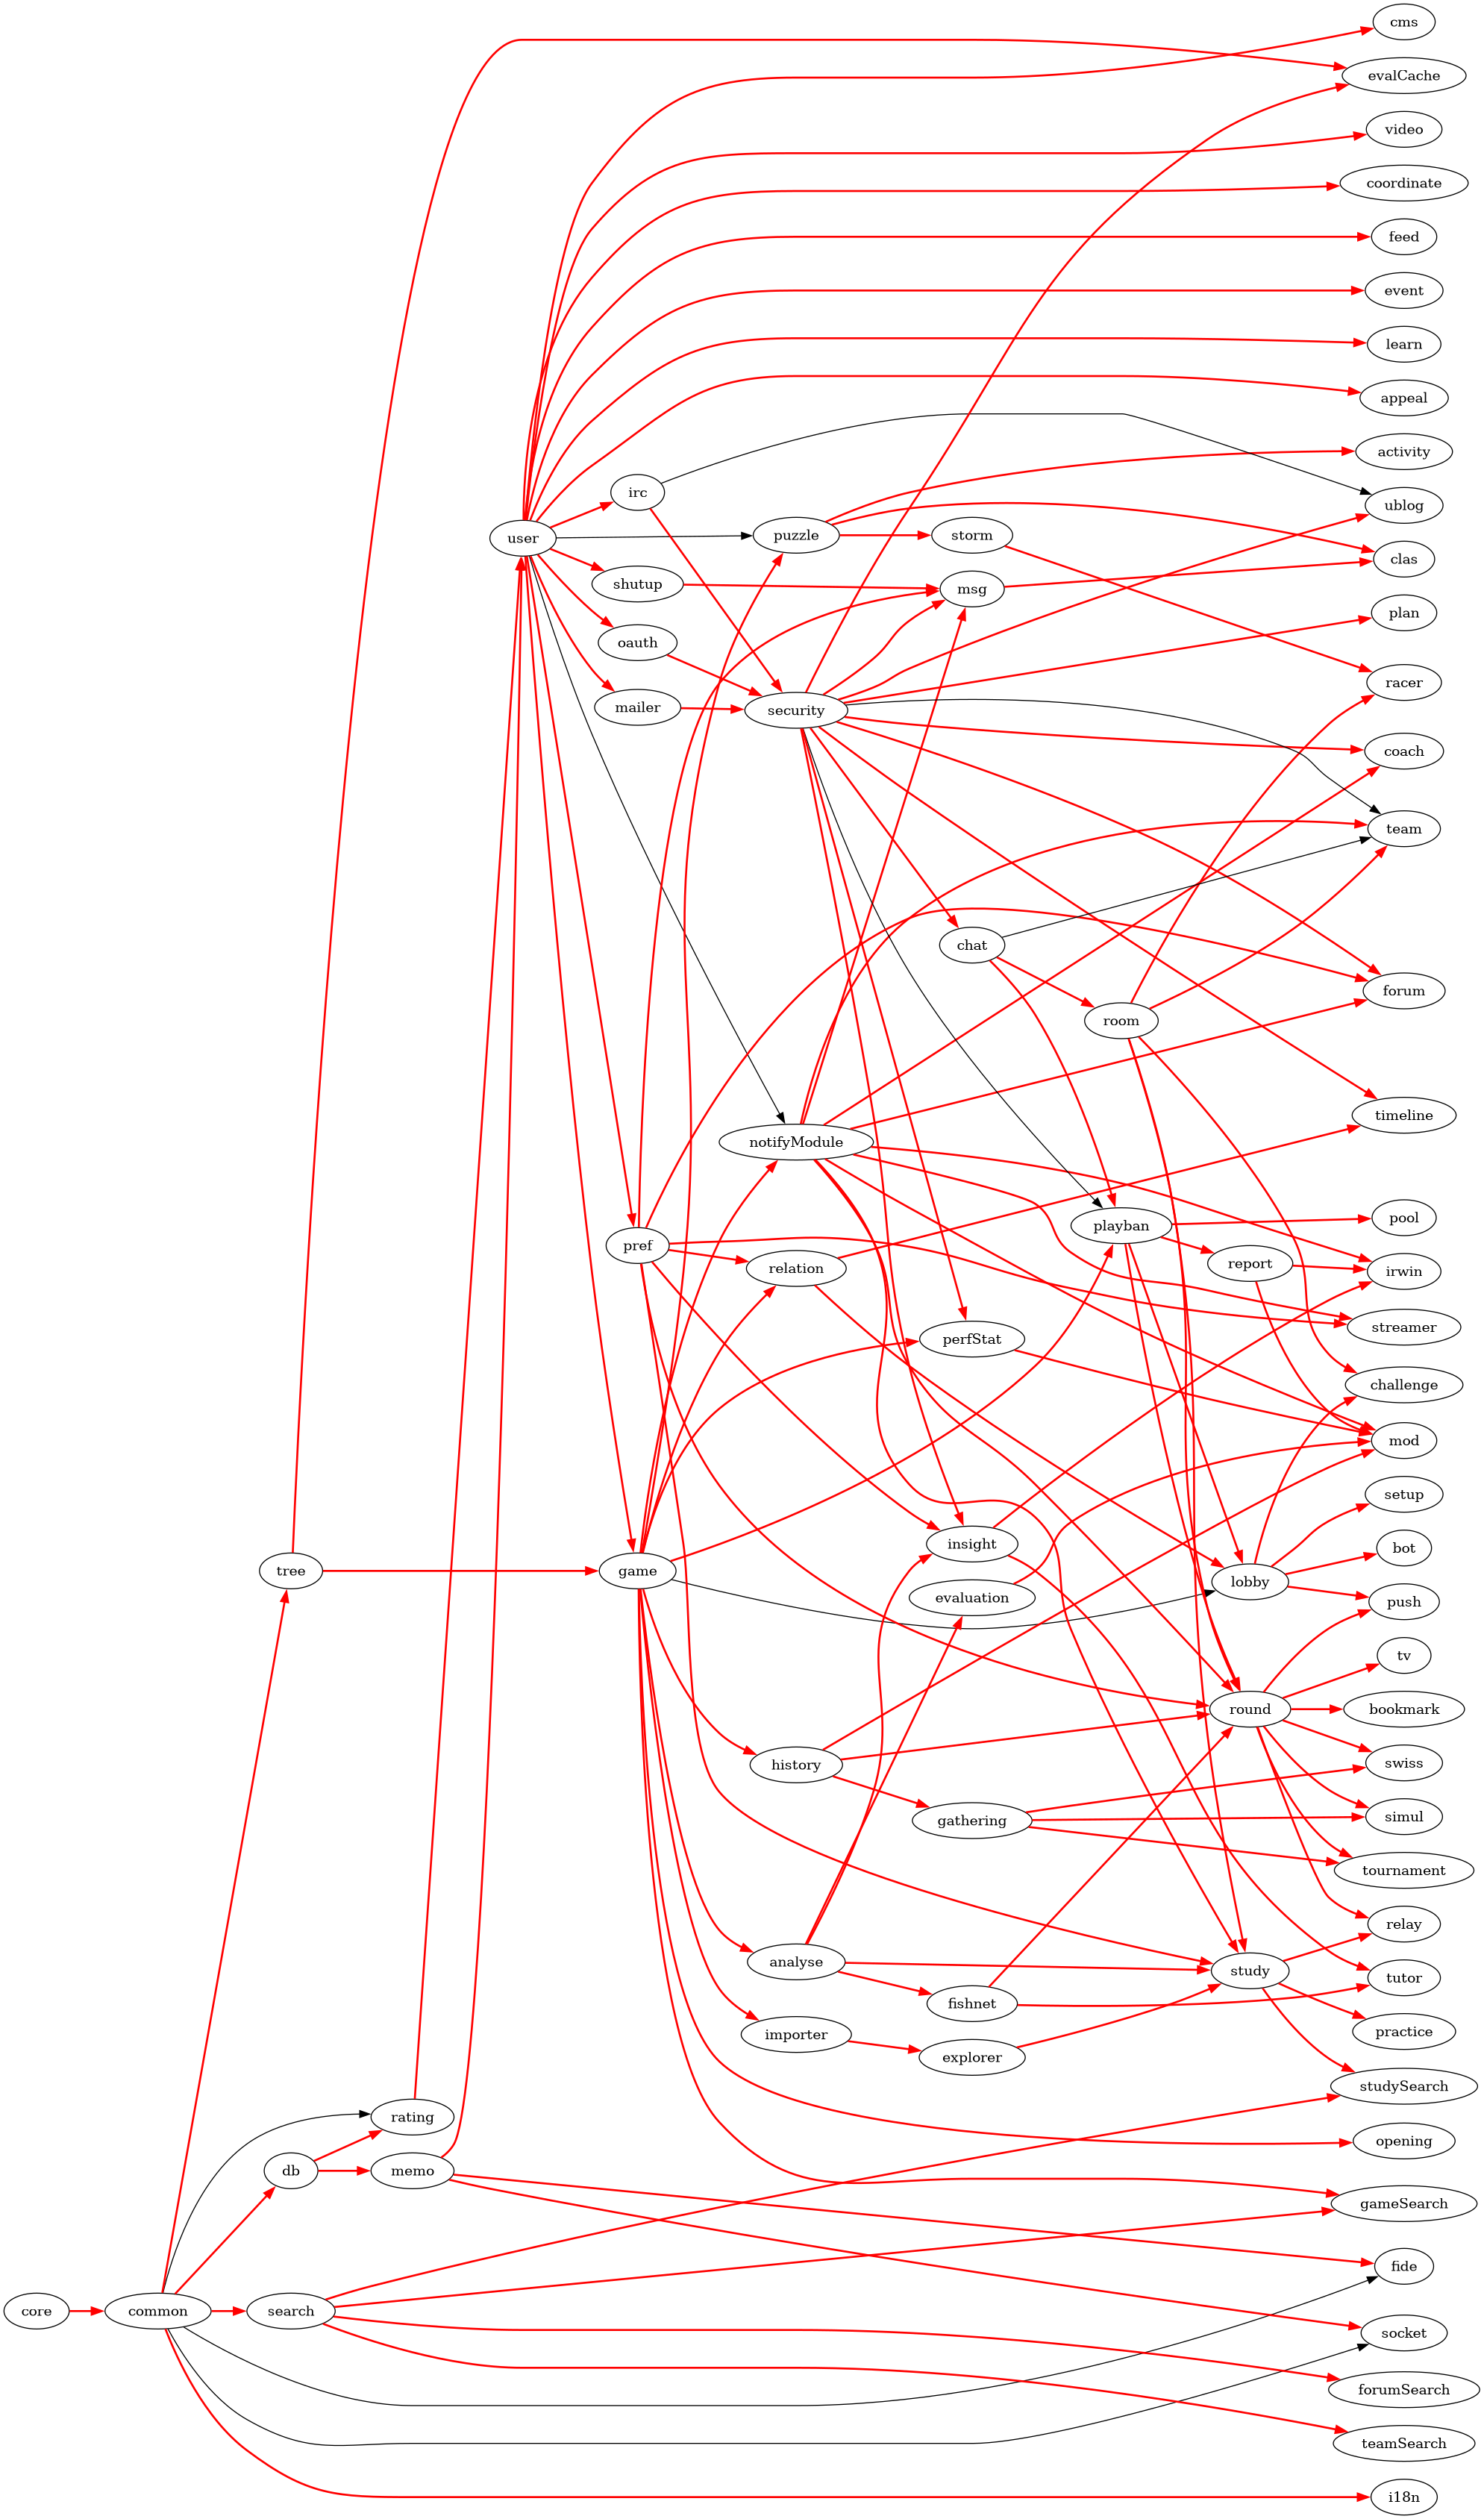 cms
evalCache
video
coordinate
feed
event
learn
appeal
activity
irc
ublog
user
puzzle
storm
clas
shutup
msg
plan
oauth
racer
mailer
security
coach
team
chat
forum
room
timeline
notifyModule
pool
playban
pref
report
relation
irwin
streamer
perfStat
challenge
mod
setup
insight
bot
tree
game
lobby
evaluation
push
tv
round
bookmark
history
swiss
gathering
simul
tournament
relay
analyse
study
tutor
fishnet
practice
importer
explorer
studySearch
rating
opening
db
memo
gameSearch
fide
core
common
search
socket
forumSearch
teamSearch
i18n